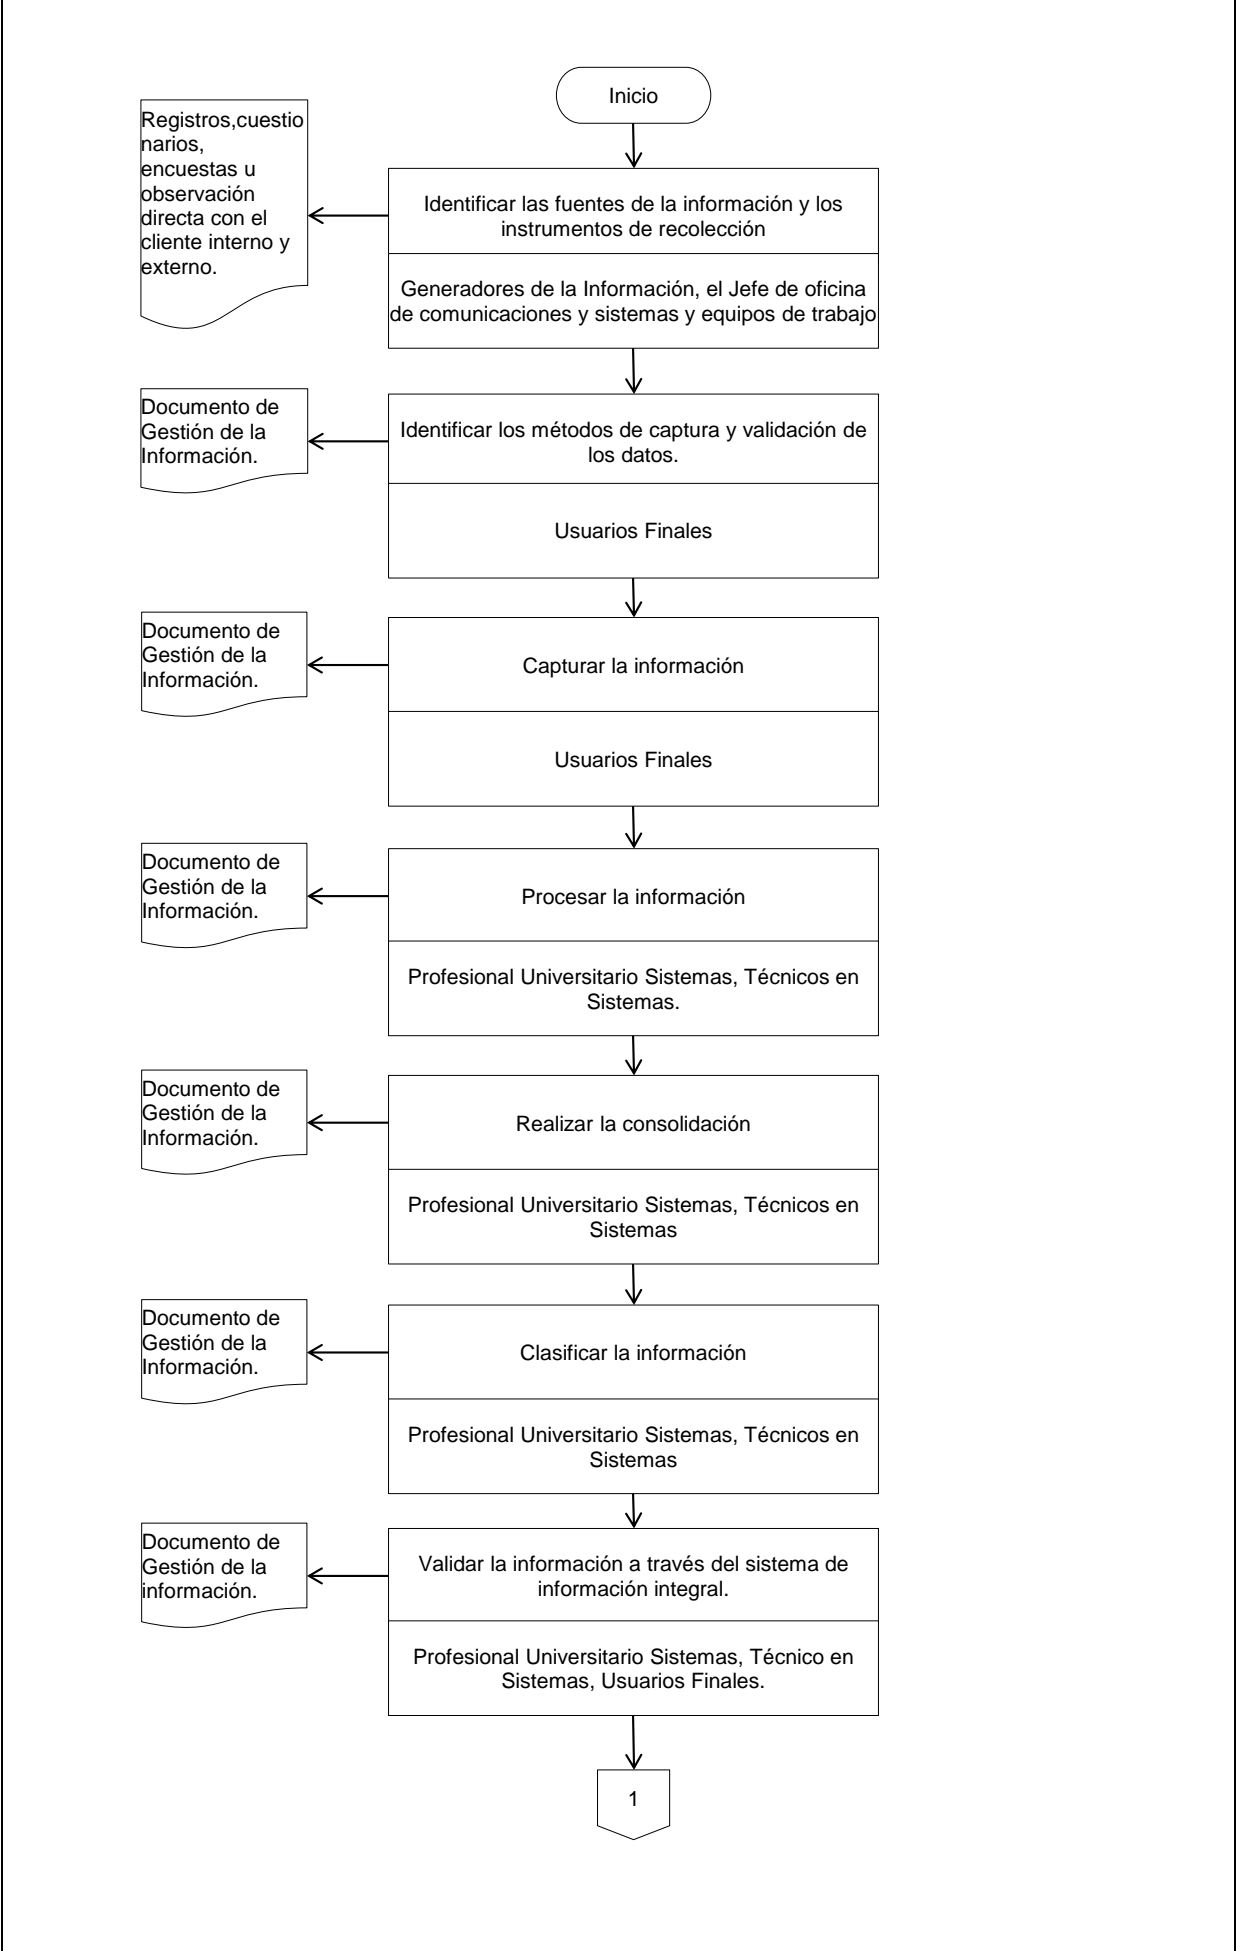 Inicio
Registros,cuestio
narios,
encuestas u
observación
directa con el
cliente interno y
externo.
Identificar las fuentes de la información y los
instrumentos de recolección
Generadores de la Información, el Jefe de oficina
de comunicaciones y sistemas y equipos de trabajo
Documento de
Gestión de la
Información.
Identificar los métodos de captura y validación de
los datos.
Usuarios Finales
Documento de
Gestión de la
Información.
Capturar la información
Usuarios Finales
Documento de
Gestión de la
Información.
Procesar la información
Profesional Universitario Sistemas, Técnicos en
Sistemas.
Documento de
Gestión de la
Información.
Realizar la consolidación
Profesional Universitario Sistemas, Técnicos en
Sistemas
Documento de
Gestión de la
Información.
Clasificar la información
Profesional Universitario Sistemas, Técnicos en
Sistemas
Documento de
Gestión de la
información.
Validar la información a través del sistema de
información integral.
Profesional Universitario Sistemas, Técnico en
Sistemas, Usuarios Finales.
1